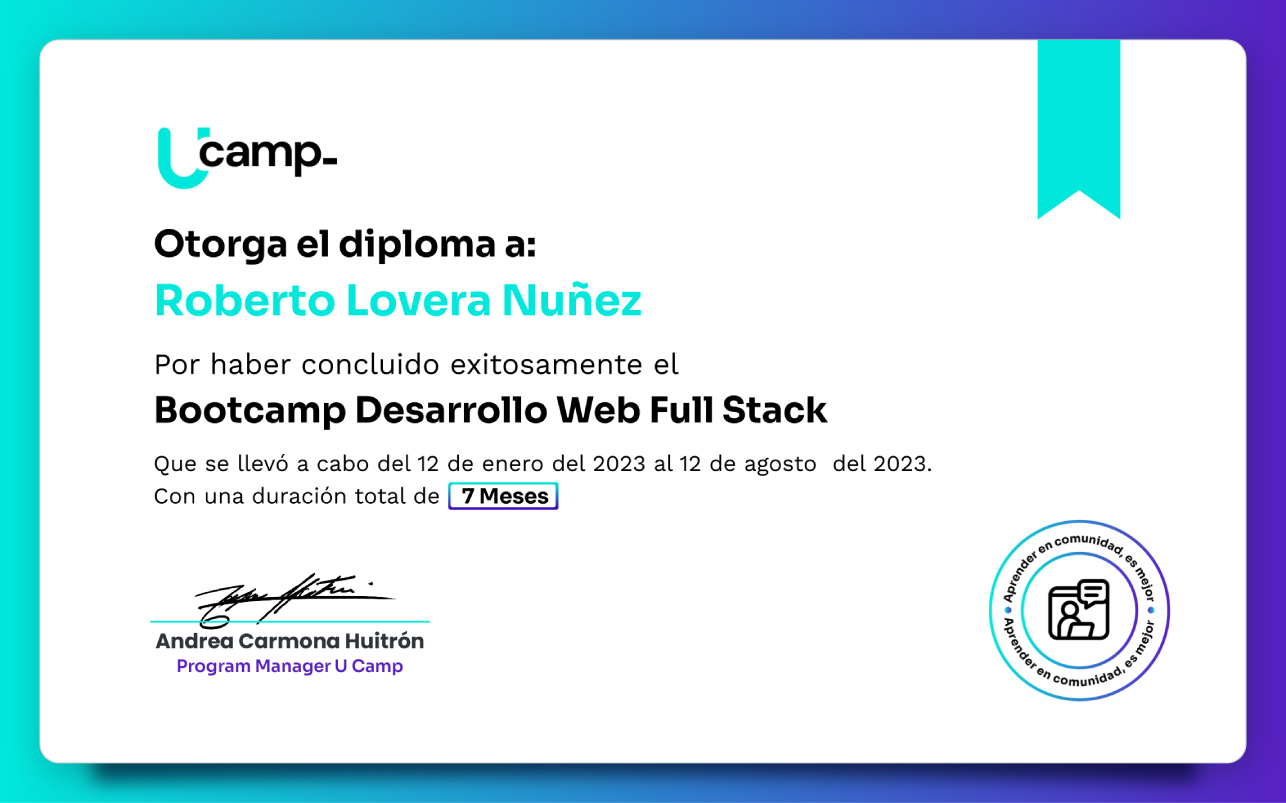 Ucamp
Otorga el diploma a:
Roberto Lovera Nuñez
Por haber concluido exitosamente el
Bootcamp Desarrollo Web Full Stack
Que se llevó a cabo del 12 de enero del 2023 al 12 de agosto  del 2023.
Con una duración total de 7 Meses
Andrea Carmona Huitrón
Program Manager U Camp
Aprender en comunidad, es mejor
Aprender en comunidad, es mejor